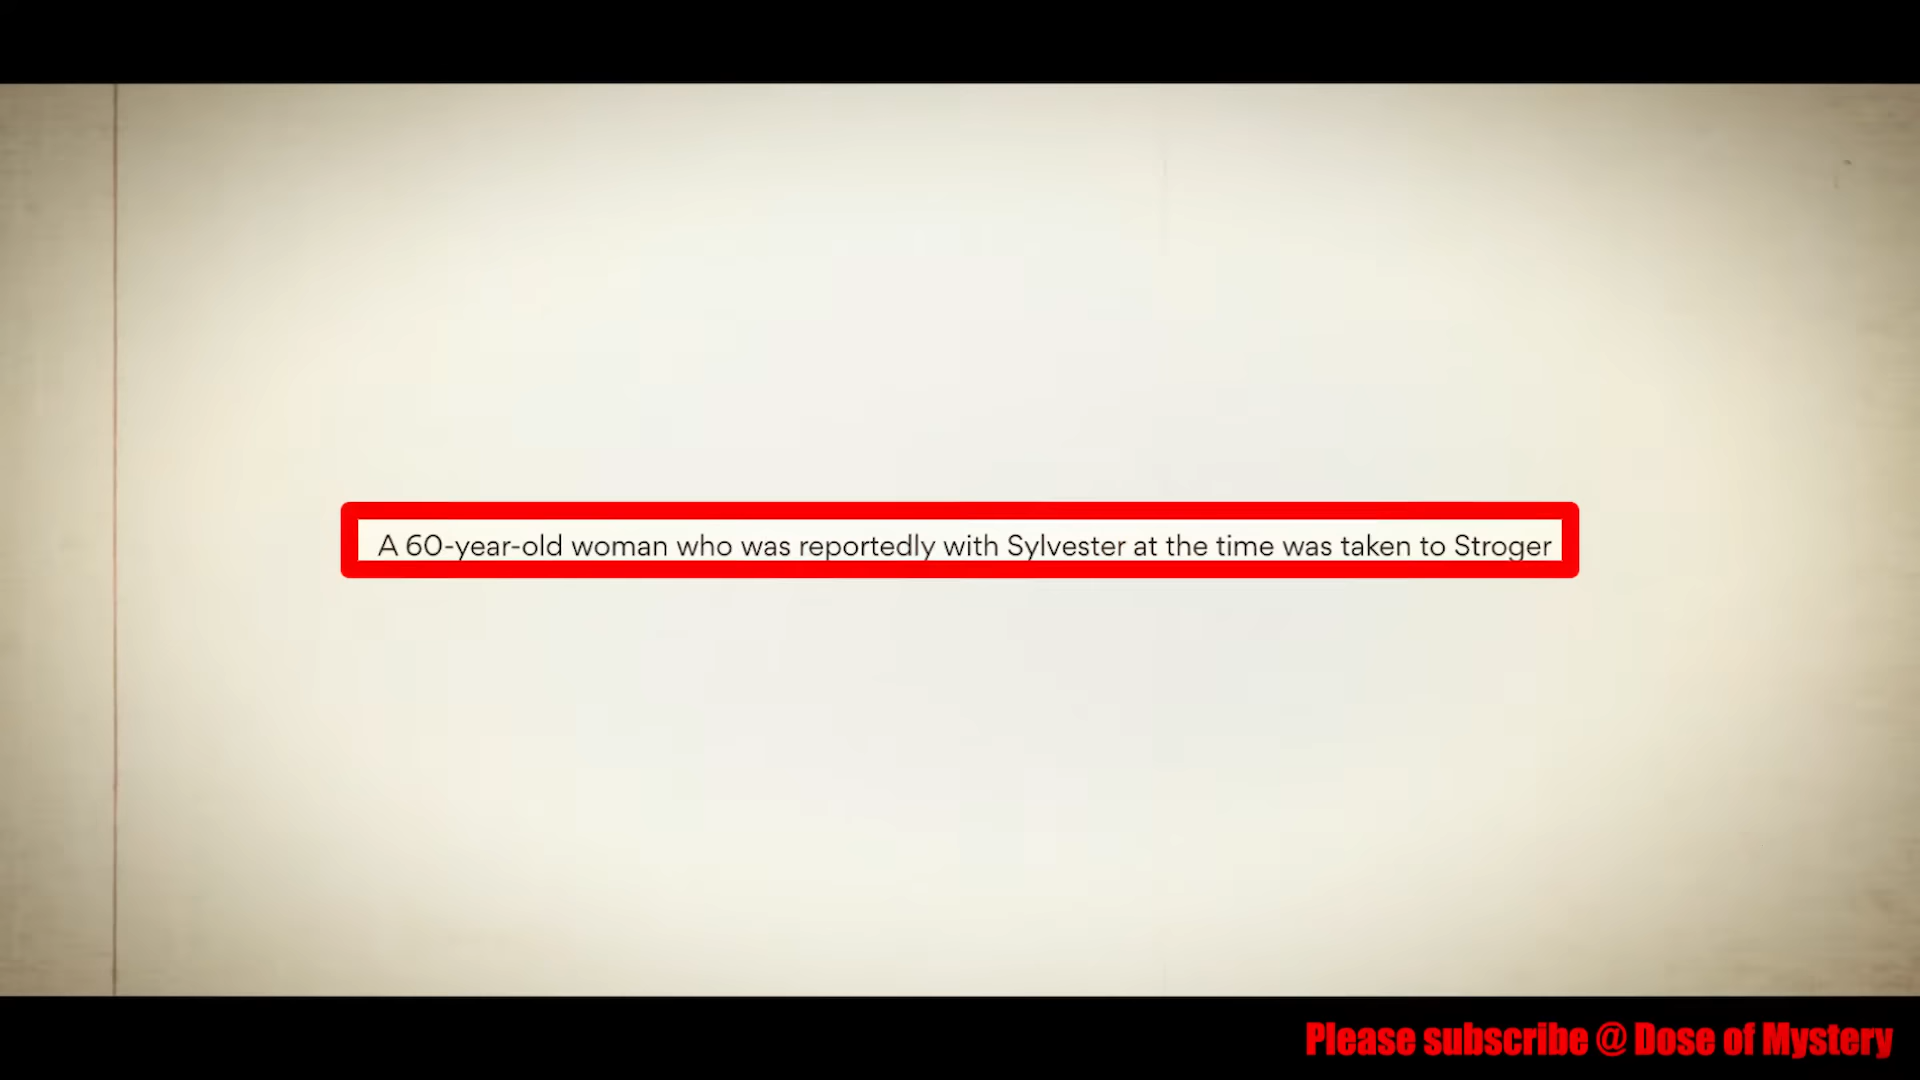 A 60-year-old woman who was reportedly with Sylvester at the time was taken to Stroger
Please subscribe @ Dose of Mystery